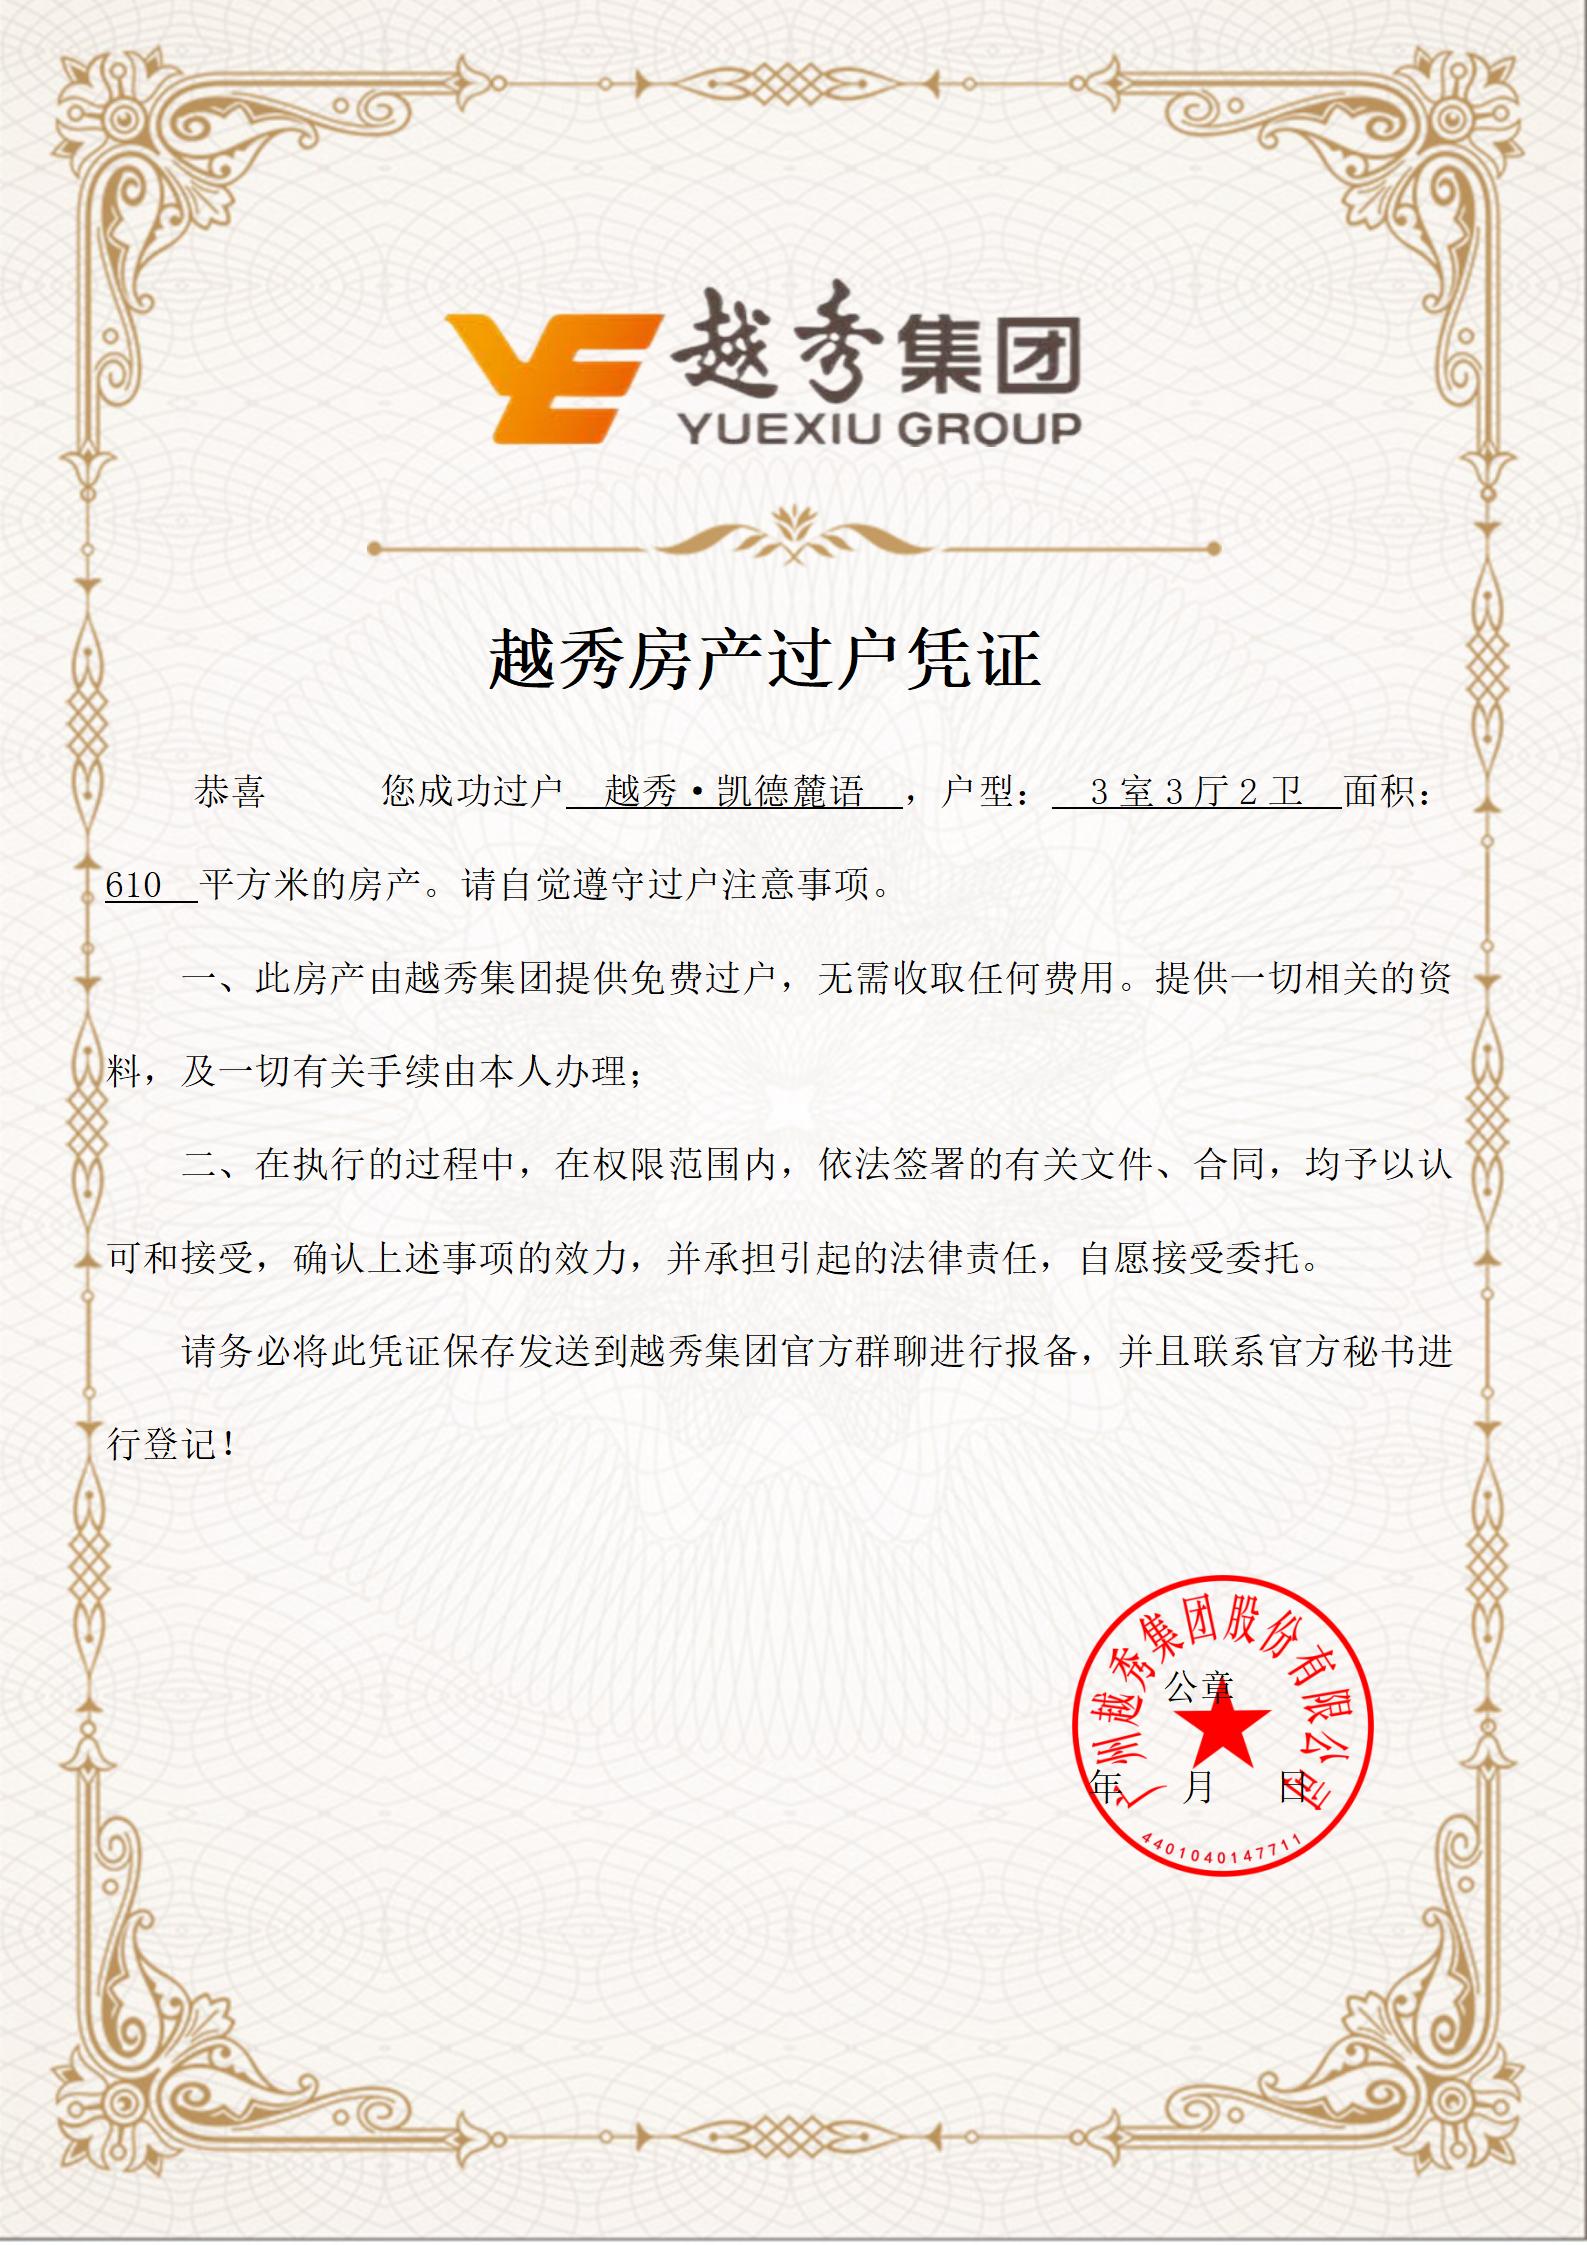 越秀集团
YUEXIU GROUP
越秀房产过户凭证
恭喜 您成功过户 越秀·凯德麓语 ，户型： 3室3厅2卫 面积：
610 平方米的房产。请自觉遵守过户注意事项。
一、此房产由越秀集团提供免费过户，无需收取任何费用。提供一切相关的资
料，及一切有关手续由本人办理；
二、在执行的过程中，在权限范围内，依法签署的有关文件、合同，均予以认
可和接受，确认上述事项的效力，并承担引起的法律责任，自愿接受委托。
请务必将此凭证保存发送到越秀集团官方群聊进行报备，并且联系官方秘书进
行登记！
广州越秀集团股份有限公司
公章
年 月 日
4401040147711